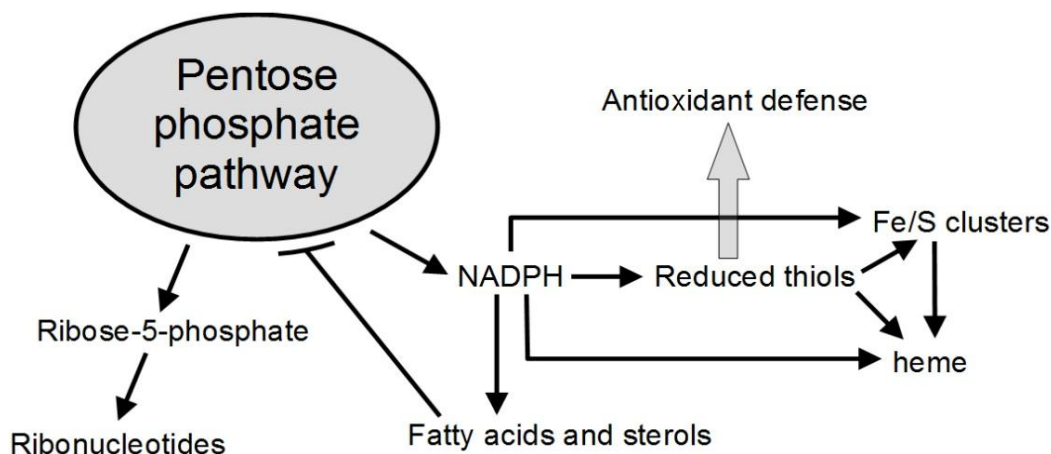 Pentose
phosphate
pathway
Antioxidant defense
Fe/S clusters
NADPH
Reduced thiols
Ribose-5-phosphate
heme
Fatty acids and sterols
Ribonucleotides